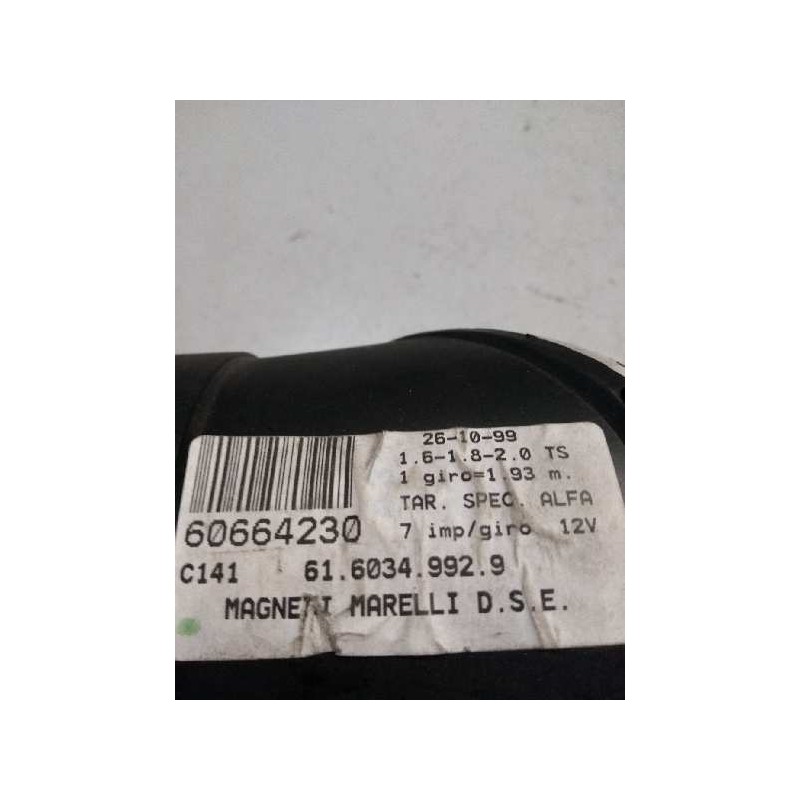 26-10-99
1.6-1.8-2.0 TS
1 giro=1.93 m.
TAR. SPEC. ALFA
60664230 7 imp/giro 12V
C141 61.6034.992.9
MAGNETI MARELLI D.S.E.